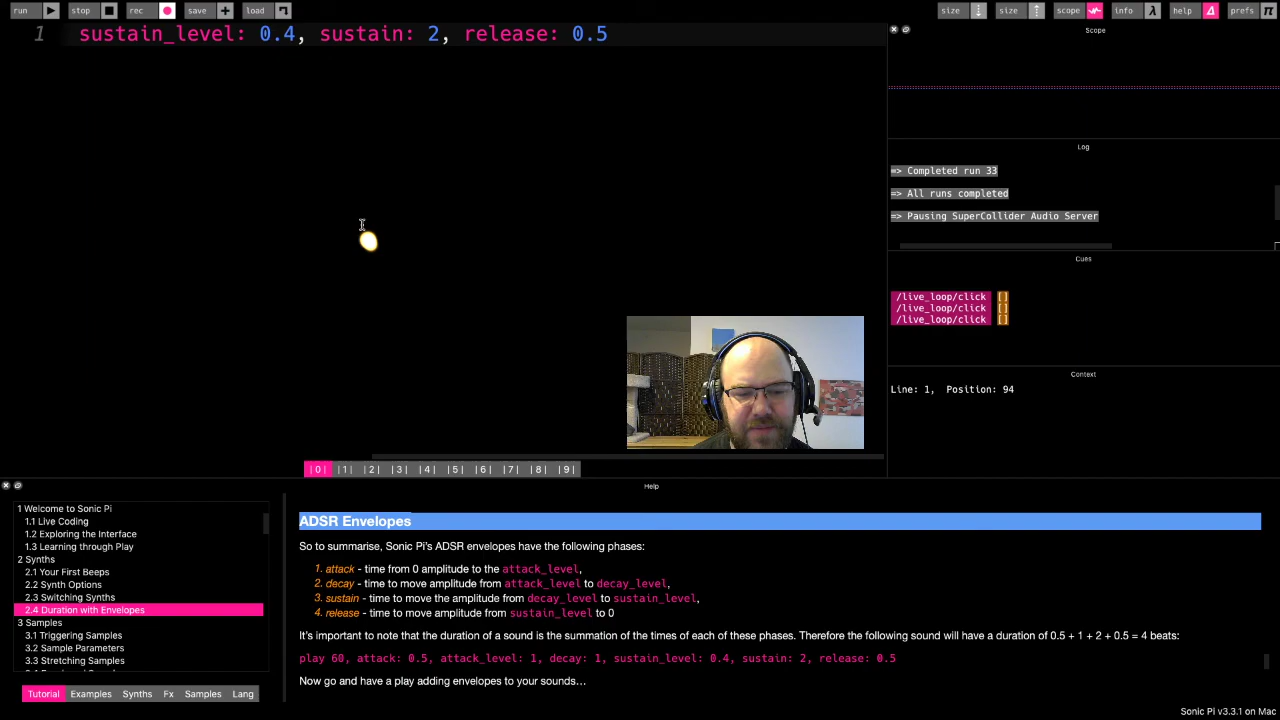 run stop rec save load size size scope info help prefs
1 sustain_level: 0.4, sustain: 2, release: 0.5
Scope
Log
=> Completed run 33
=> All runs completed
=> Pausing SuperCollider Audio Server
Cues
/live_loop/click []
/live_loop/click []
/live_loop/click []
Context
Line: 1, Position: 94
|0| |1| |2| |3| |4| |5| |6| |7| |8| |9|
Help
1 Welcome to Sonic Pi
1.1 Live Coding
1.2 Exploring the Interface
1.3 Learning through Play
2 Synths
2.1 Your First Beeps
2.2 Synth Options
2.3 Switching Synths
2.4 Duration with Envelopes
3 Samples
3.1 Triggering Samples
3.2 Sample Parameters
3.3 Stretching Samples
Tutorial Examples Synths Fx Samples Lang
ADSR Envelopes
So to summarise, Sonic Pi's ADSR envelopes have the following phases:
1. attack - time from 0 amplitude to the attack_level,
2. decay - time to move amplitude from attack_level to decay_level,
3. sustain - time to move the amplitude from decay_level to sustain_level,
4. release - time to move amplitude from sustain_level to 0
It's important to note that the duration of a sound is the summation of the times of each of these phases. Therefore the following sound will have a duration of 0.5 + 1 + 2 + 0.5 = 4 beats:
play 60, attack: 0.5, attack_level: 1, decay: 1, sustain_level: 0.4, sustain: 2, release: 0.5
Now go and have a play adding envelopes to your sounds…
Sonic Pi v3.3.1 on Mac